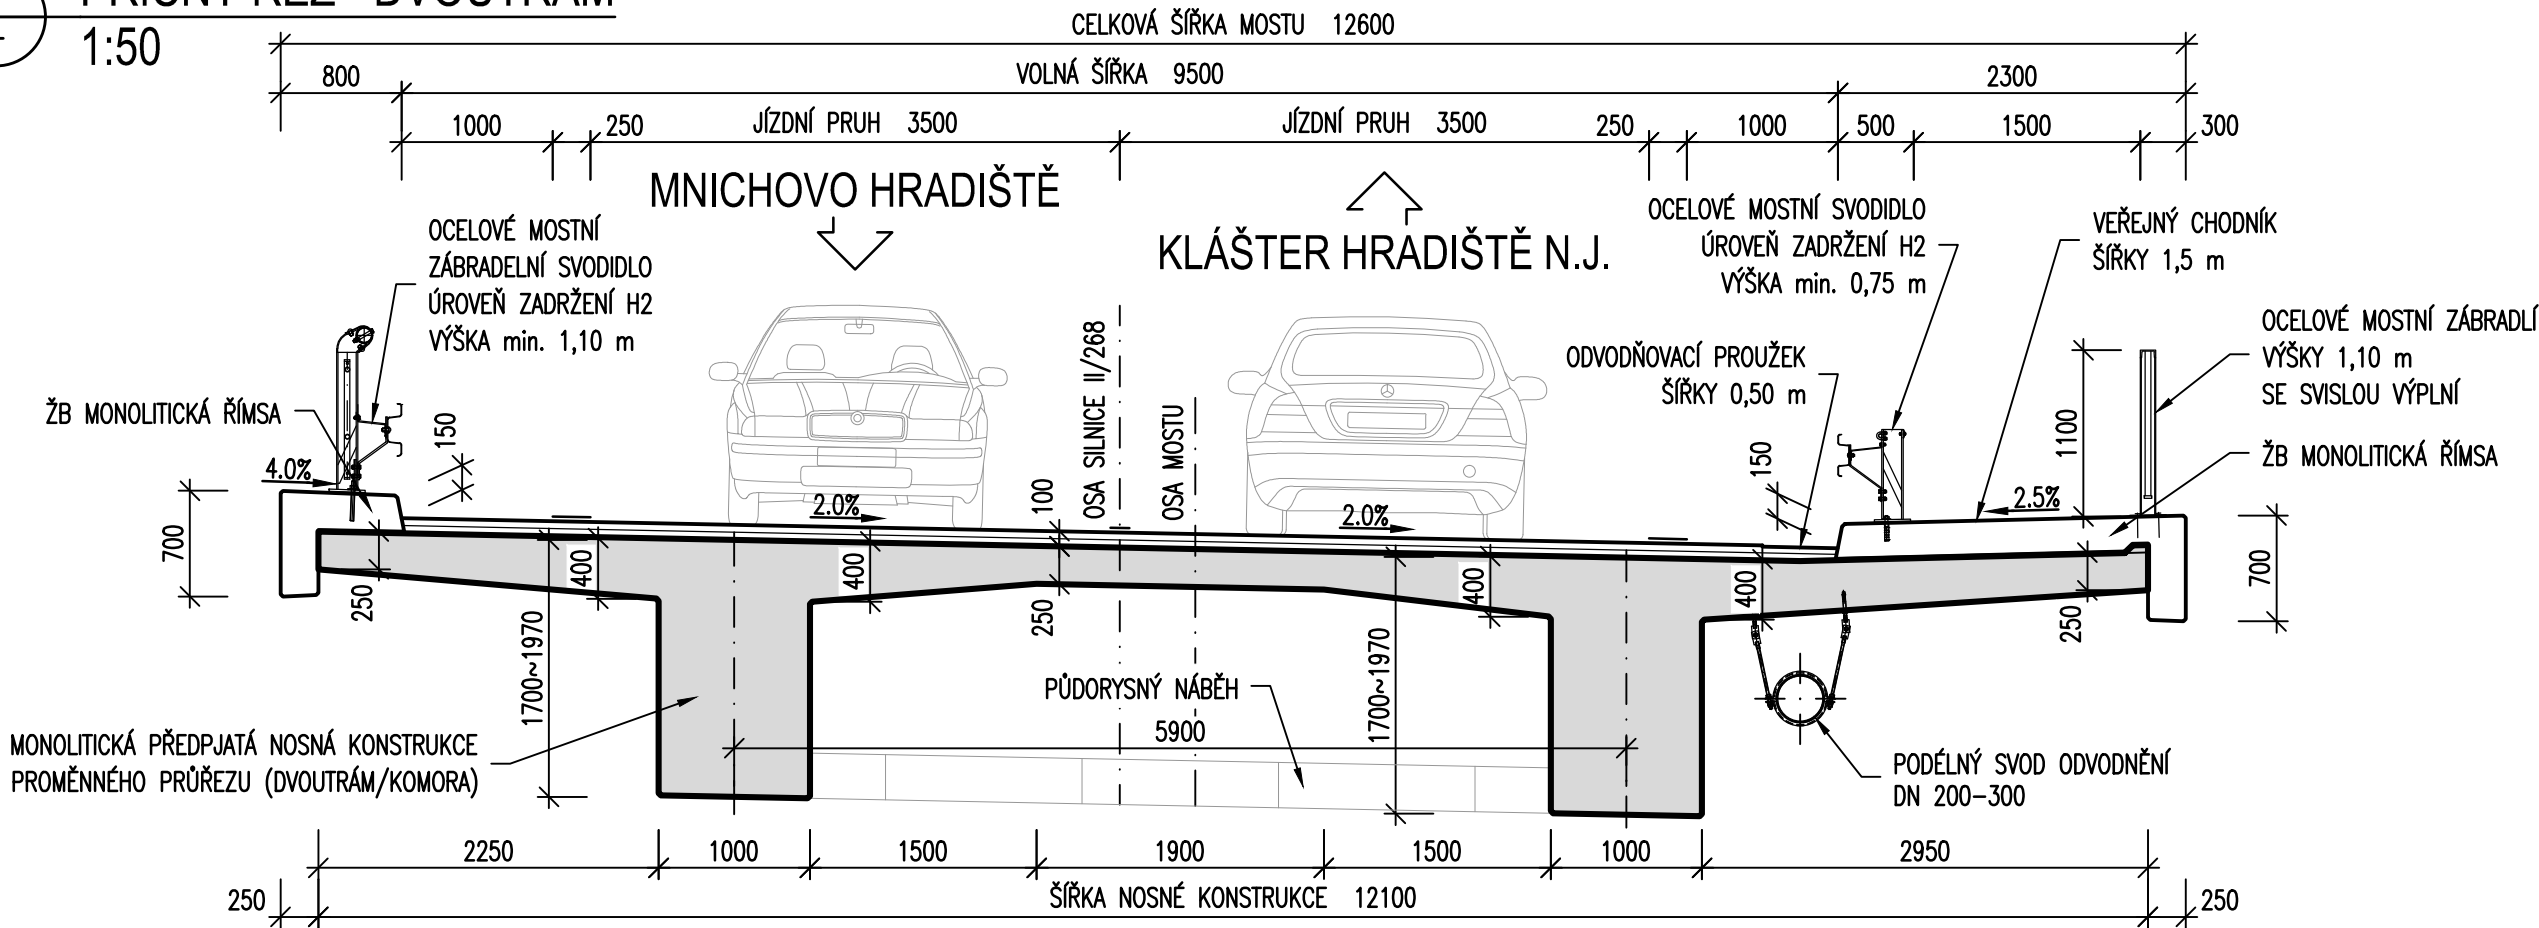 1:50
CELKOVÁ ŠÍŘKA MOSTU 12600
800
VOLNÁ ŠÍŘKA 9500
2300
1000
250
JÍZDNÍ PRUH 3500
JÍZDNÍ PRUH 3500
250
1000
500
1500
300
MNICHOVO HRADIŠTĚ
KLÁŠTER HRADIŠTĚ N.J.
OCELOVÉ MOSTNÍ
ZÁBRADELNÍ SVODIDLO
ÚROVEŇ ZADRŽENÍ H2
VÝŠKA min. 1,10 m
OCELOVÉ MOSTNÍ SVODIDLO
ÚROVEŇ ZADRŽENÍ H2
VÝŠKA min. 0,75 m
VEŘEJNÝ CHODNÍK
ŠÍŘKY 1,5 m
OCELOVÉ MOSTNÍ ZÁBRADLÍ
VÝŠKY 1,10 m
SE SVISLOU VÝPLNÍ
ODVODŇOVACÍ PROUŽEK
ŠÍŘKY 0,50 m
OSA SILNICE II/268
OSA MOSTU
ŽB MONOLITICKÁ ŘÍMSA
ŽB MONOLITICKÁ ŘÍMSA
150
150
1100
4.0%
2.0%
2.0%
2.5%
100
700
700
250
400
400
250
400
400
250
1700~1970
1700~1970
PŮDORYSNÝ NÁBĚH
5900
MONOLITICKÁ PŘEDPJATÁ NOSNÁ KONSTRUKCE
PROMĚNNÉHO PRŮŘEZU (DVOUTRÁM/KOMORA)
PODÉLNÝ SVOD ODVODNĚNÍ
DN 200-300
2250
1000
1500
1900
1500
1000
2950
250
ŠÍŘKA NOSNÉ KONSTRUKCE 12100
250